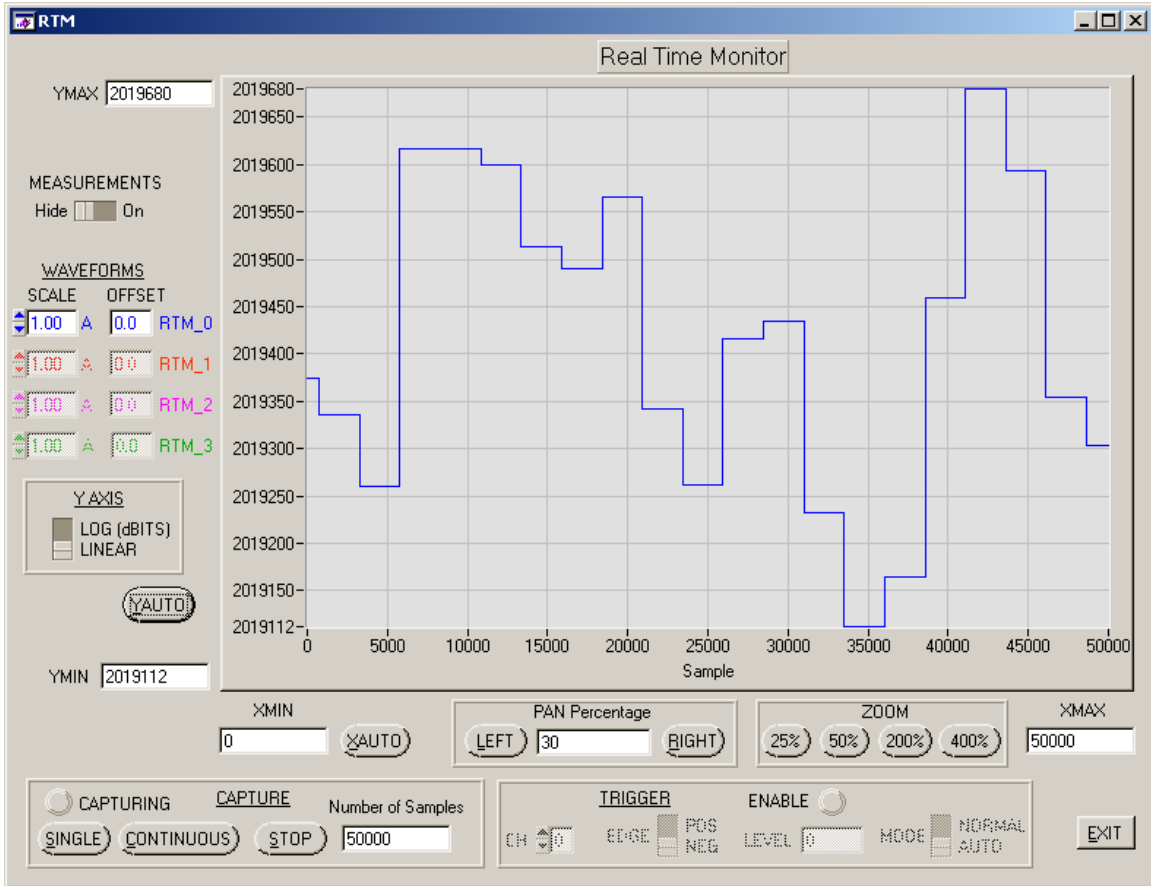 RTM
Real Time Monitor
YMAX 2019680
MEASUREMENTS
Hide On
WAVEFORMS
SCALE OFFSET
1.00 A 0.0 RTM_0
1.00 A 0.0 RTM_1
1.00 A 0.0 RTM_2
1.00 A 0.0 RTM_3
Y AXIS
LOG (dBITS)
LINEAR
YAUTO
YMIN 2019112
2019680
2019650
2019600
2019550
2019500
2019450
2019400
2019350
2019300
2019250
2019200
2019150
2019112
0 5000 10000 15000 20000 25000 30000 35000 40000 45000 50000
Sample
XMIN
0 XAUTO
PAN Percentage
LEFT 30 RIGHT
ZOOM
25% 50% 200% 400%
XMAX
50000
CAPTURING CAPTURE Number of Samples
SINGLE CONTINUOUS STOP 50000
TRIGGER ENABLE
CH 0 EDGE POS NEG LEVEL 0 MODE NORMAL AUTO
EXIT